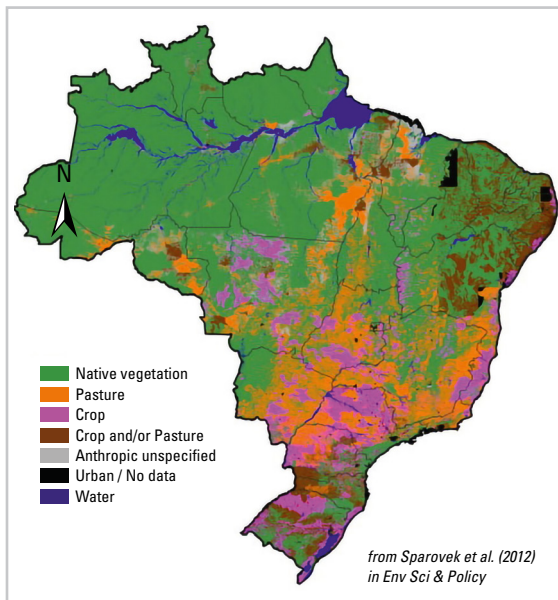 N
Native vegetation
Pasture
Crop
Crop and/or Pasture
Anthropic unspecified
Urban / No data
Water
from Sparovek et al. (2012)
in Env Sci & Policy